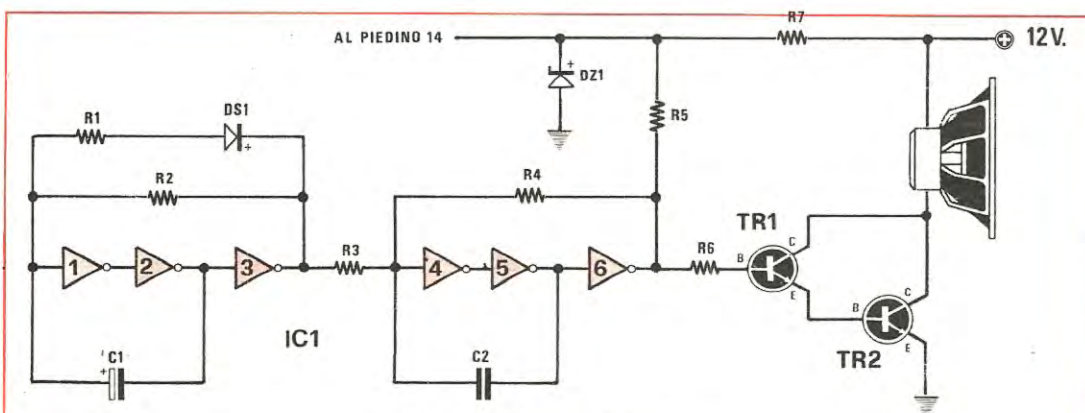 R7
AL PIEDINO 14
12V.
DZ1
R5
R1
DS1
R2
R4
TR1
C
B
E
R3
R6
1
2
3
4
5
6
IC1
C1
C2
B
C
E
TR2